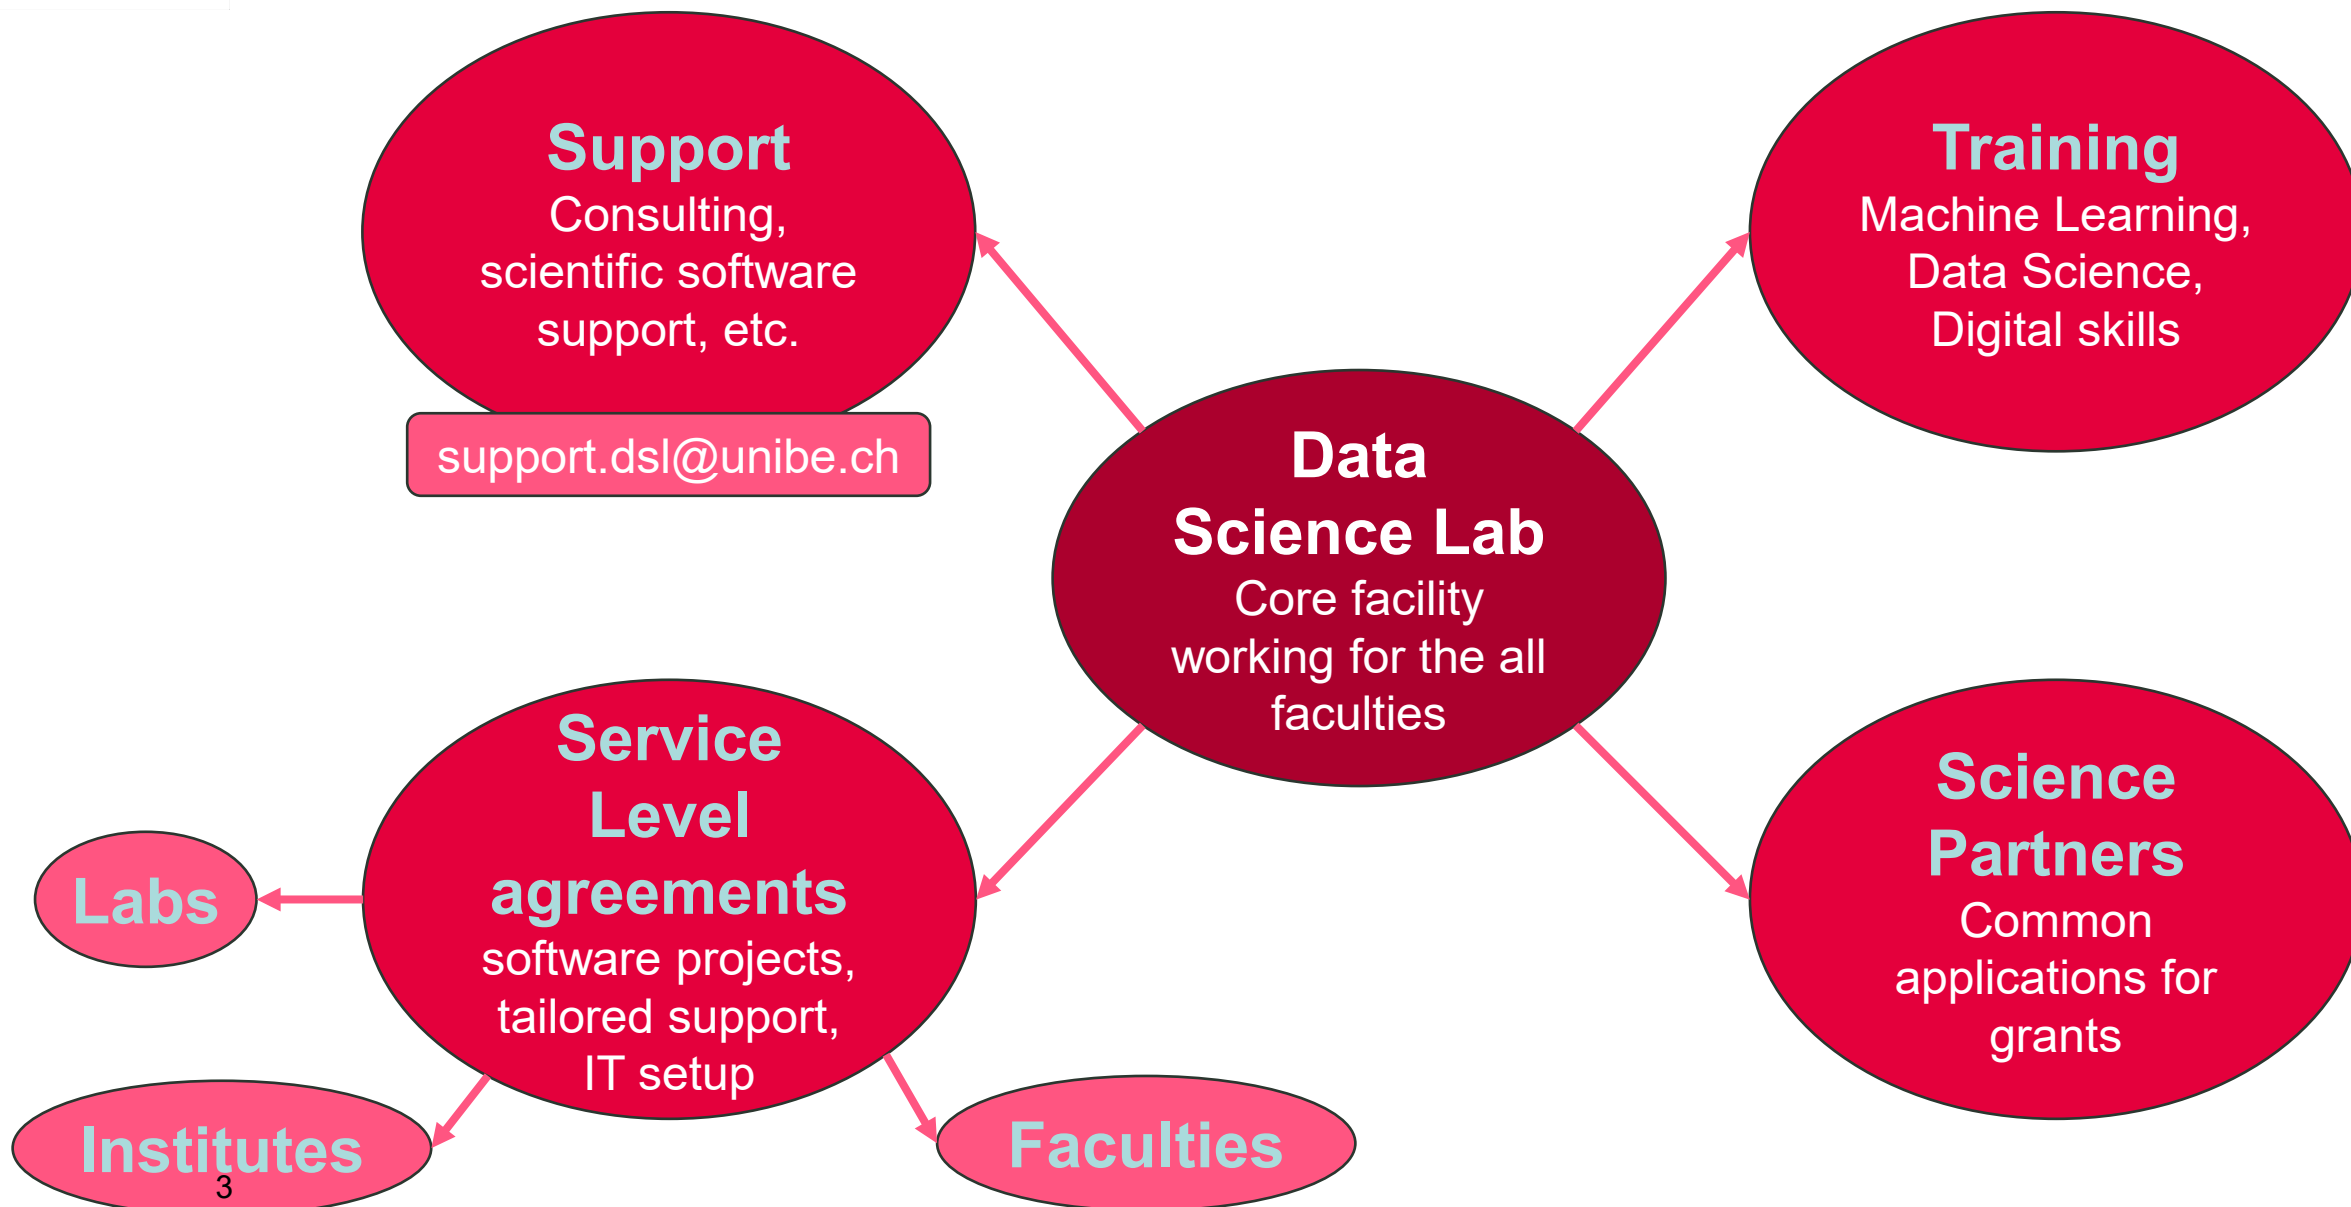 Support
Consulting,
scientific software
support, etc.
support.dsl@unibe.ch
Training
Machine Learning,
Data Science,
Digital skills
Data
Science Lab
Core facility
working for the all
faculties
Service
Level
agreements
software projects,
tailored support,
IT setup
Science
Partners
Common
applications for
grants
Labs
Institutes
Faculties
3